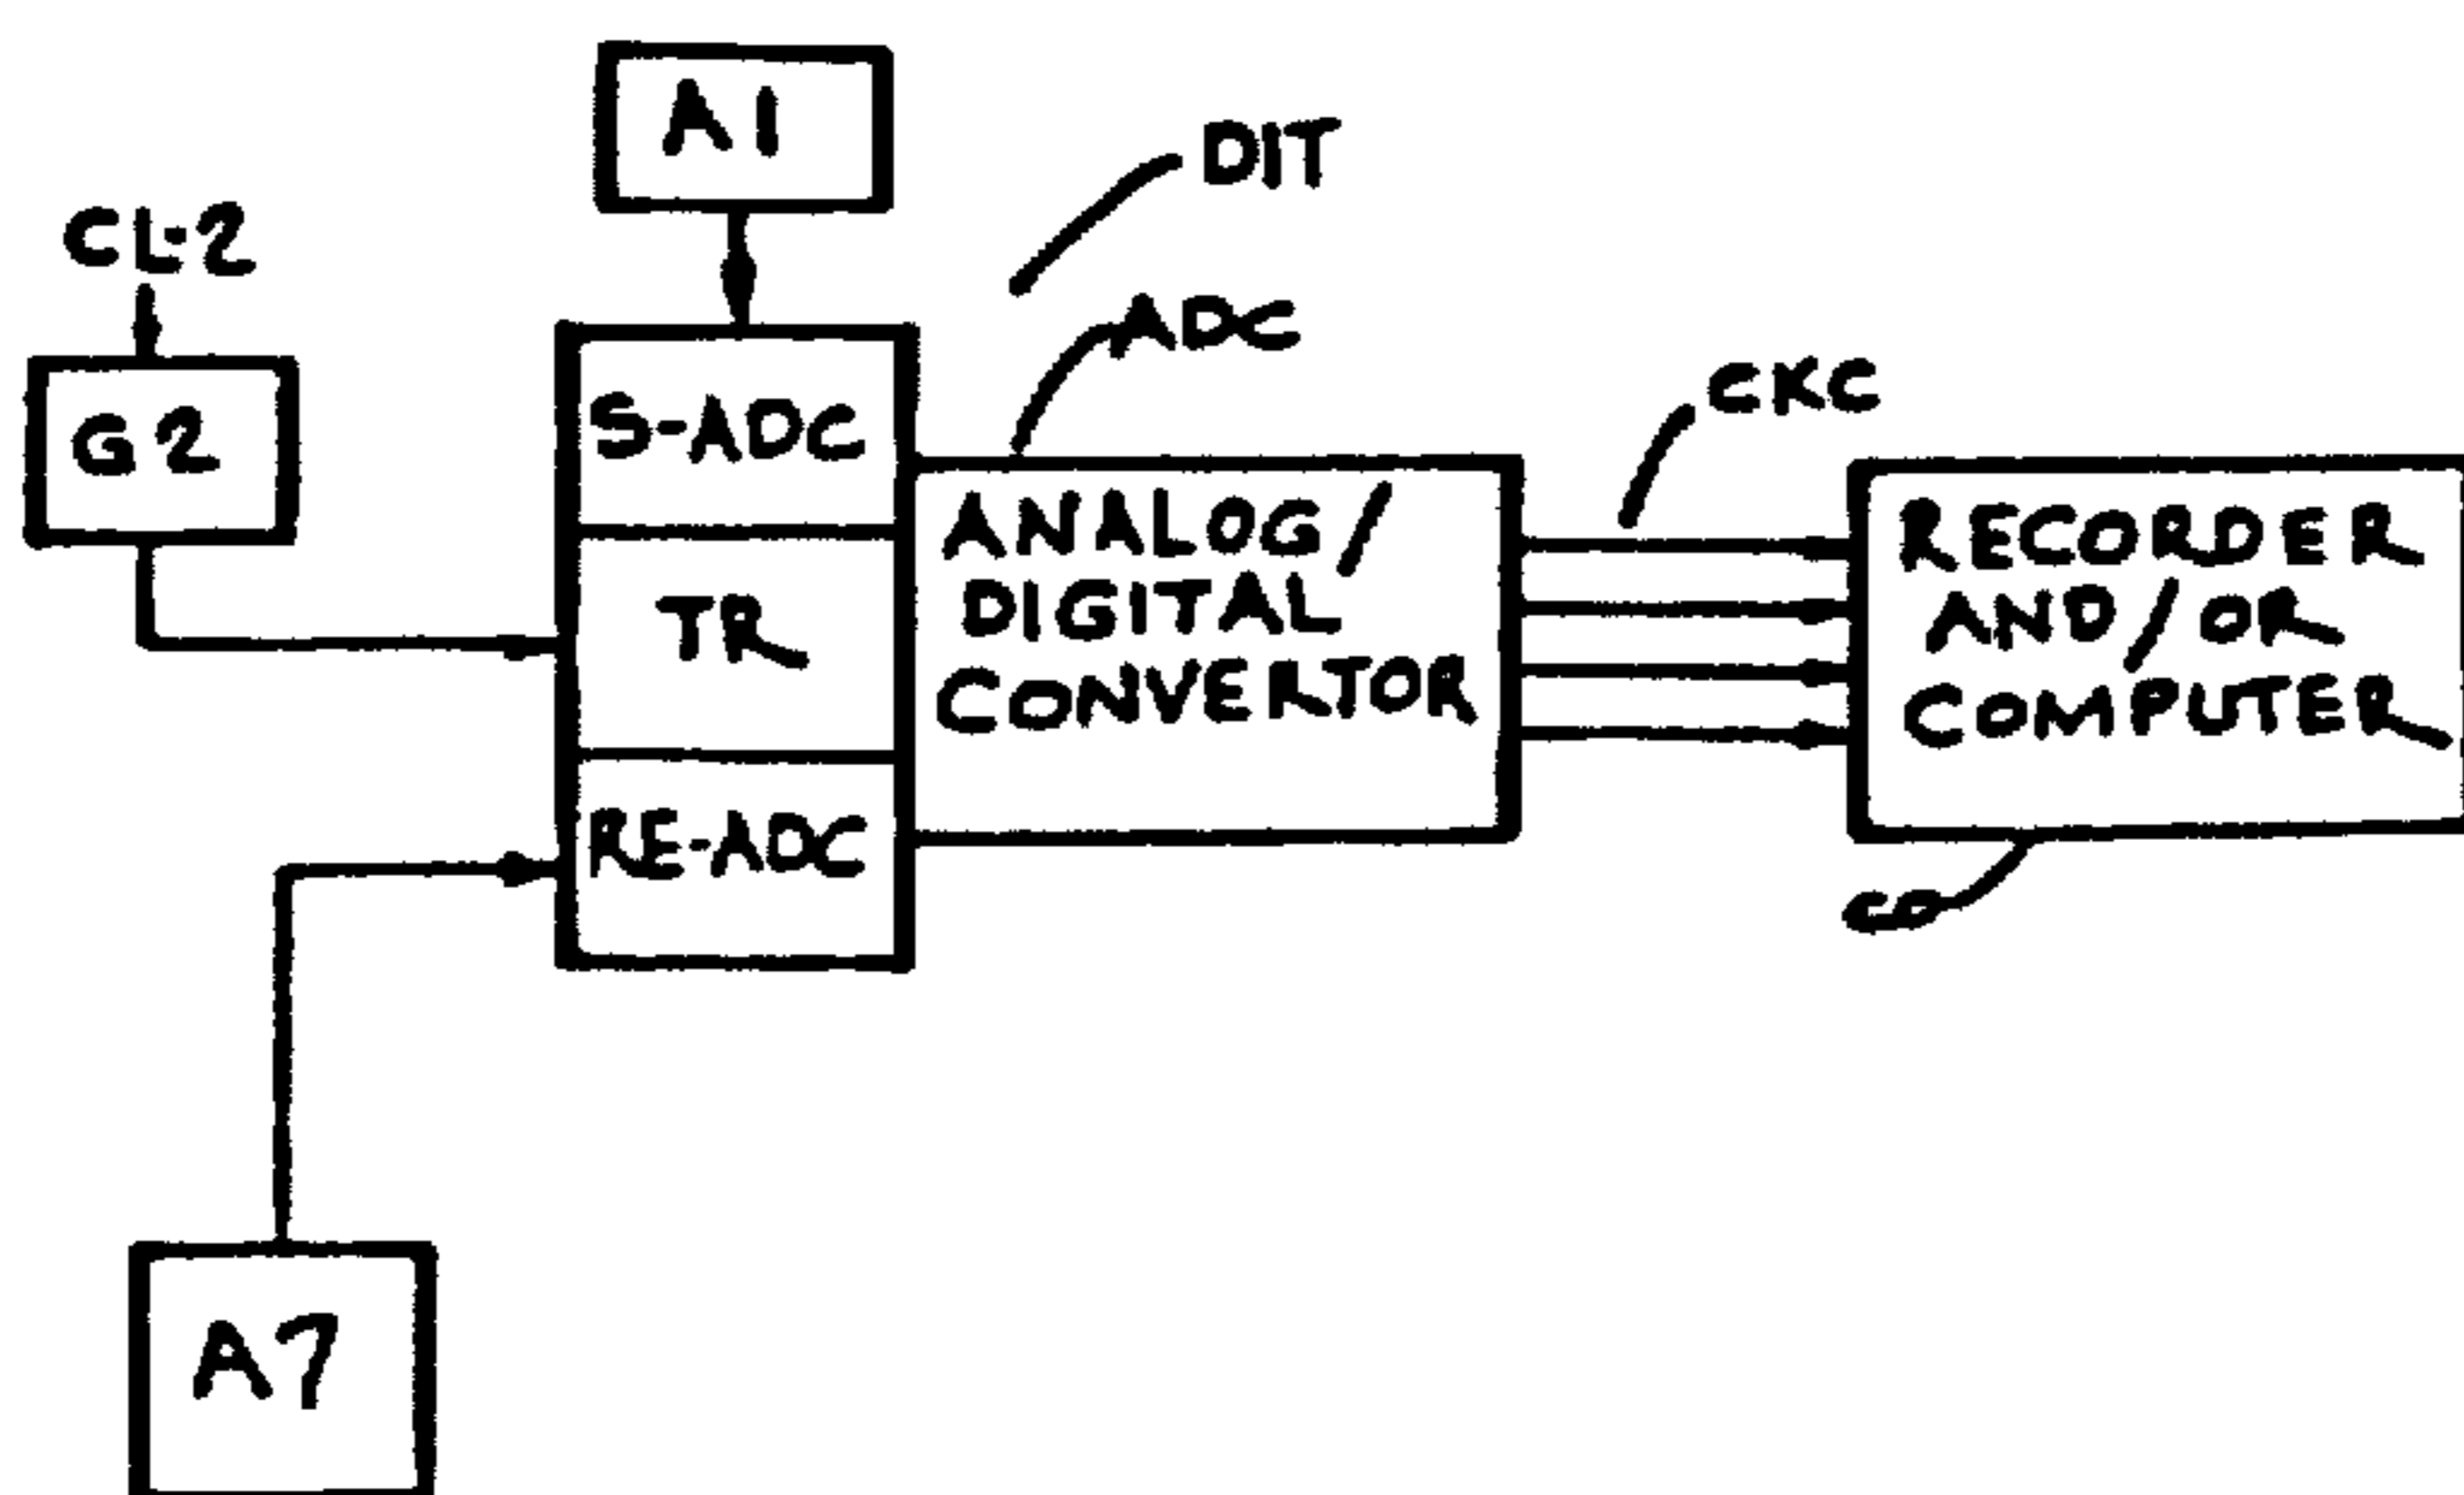 A1
DIT
CL-2
ADC
G2
S-ADC
CKC
ANALOG/
DIGITAL
CONVERTOR
RECORDER
AND/OR
COMPUTER
TR
RE-ADC
CO
A7